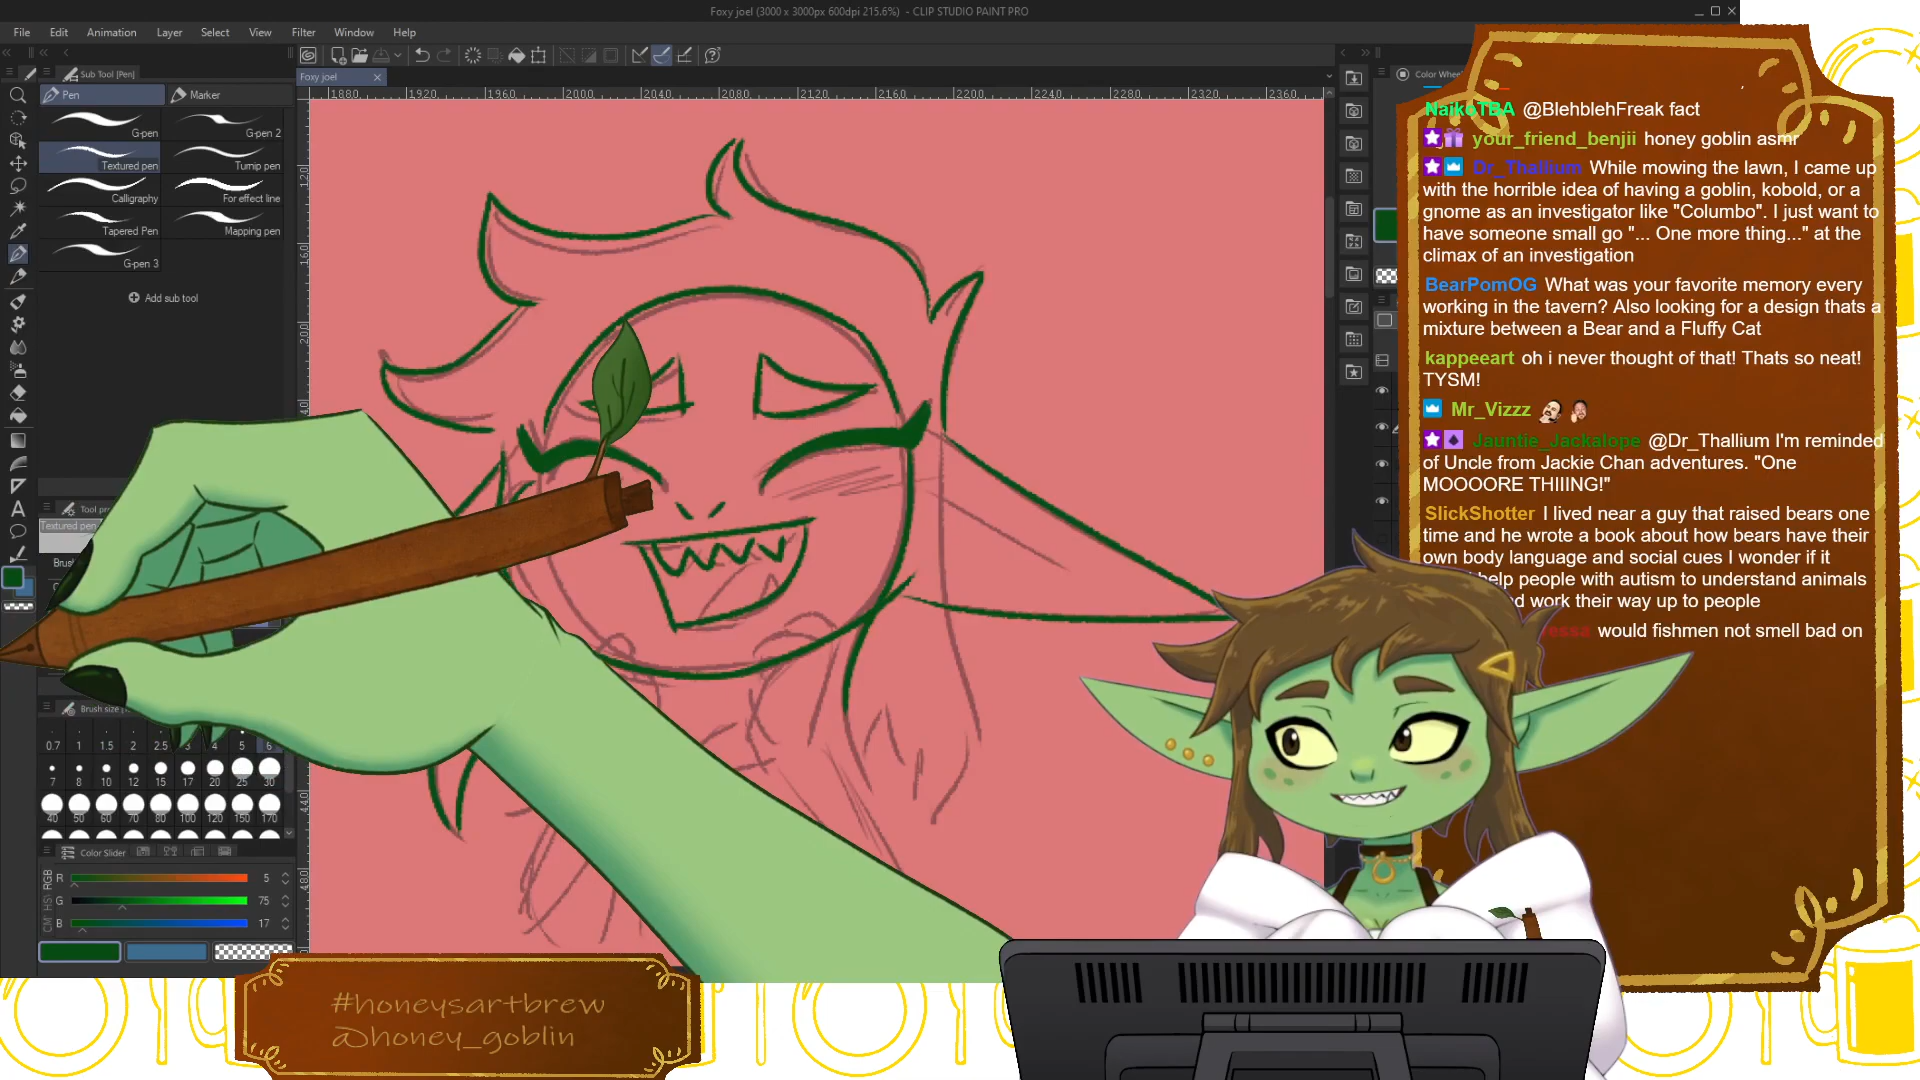 Foxy joel (3000 x 3000px 600dpi 215.6%) - CLIP STUDIO PAINT PRO
File Edit Animation Layer Select View Filter Window Help
Sub Tool [Pen]
Foxy joel
Color Wheel
Pen Marker
G-pen G-pen 2
Textured pen Turnip pen
Calligraphy For effect line
Tapered Pen Mapping pen
G-pen 3
Add sub tool
1880 1920 1960 2000 2040 2080 2120 2160 2200 2240 2280 2320 2360
NaikoTBA @BlehblehFreak fact
your_friend_benjii honey goblin asmr
Dr_Thallium While mowing the lawn, I came up
with the horrible idea of having a goblin, kobold, or a
gnome as an investigator like "Columbo". I just want to
have someone small go "... One more thing..." at the
climax of an investigation
BearPomOG What was your favorite memory every
working in the tavern? Also looking for a design thats a
mixture between a Bear and a Fluffy Cat
kappeeart oh i never thought of that! Thats so neat!
TYSM!
Mr_Vizzz
Jauntie_Jackalope @Dr_Thallium I'm reminded
of Uncle from Jackie Chan adventures. "One
MOOOORE THIIING!"
SlickShotter I lived near a guy that raised bears one
time and he wrote a book about how bears have their
own body language and social cues I wonder if it
help people with autism to understand animals
work their way up to people
would fishmen not smell bad on
Tool
Textured pen
Brush size
0.7 1 1.5 2 2.5 3 4 5 6
7 8 10 12 15 17 20 25 30
40 50 60 70 80 100 120 150 170
Color Slider
R 5
G 75
B 17
#honeysartbrew
@honey_goblin